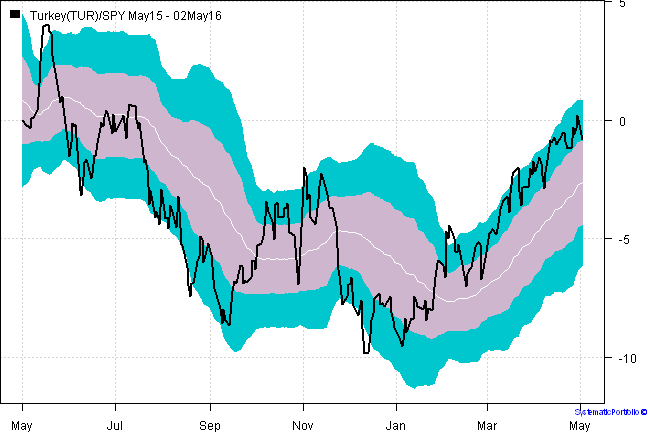 Turkey(TUR)/SPY May15 - 02May16
5
0
-5
-10
May Jul Sep Nov Jan Mar May
SystematicPortfolio ©